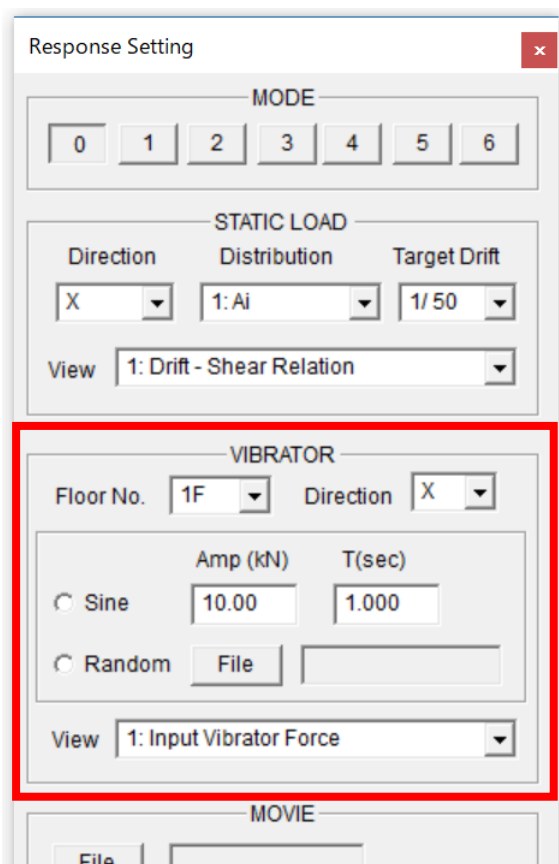 Response Setting
x
MODE
0 1 2 3 4 5 6
STATIC LOAD
Direction Distribution Target Drift
X 1: Ai 1/ 50
View 1: Drift - Shear Relation
VIBRATOR
Floor No. 1F Direction X
Amp (kN) T(sec)
Sine 10.00 1.000
Random File
View 1: Input Vibrator Force
MOVIE
File